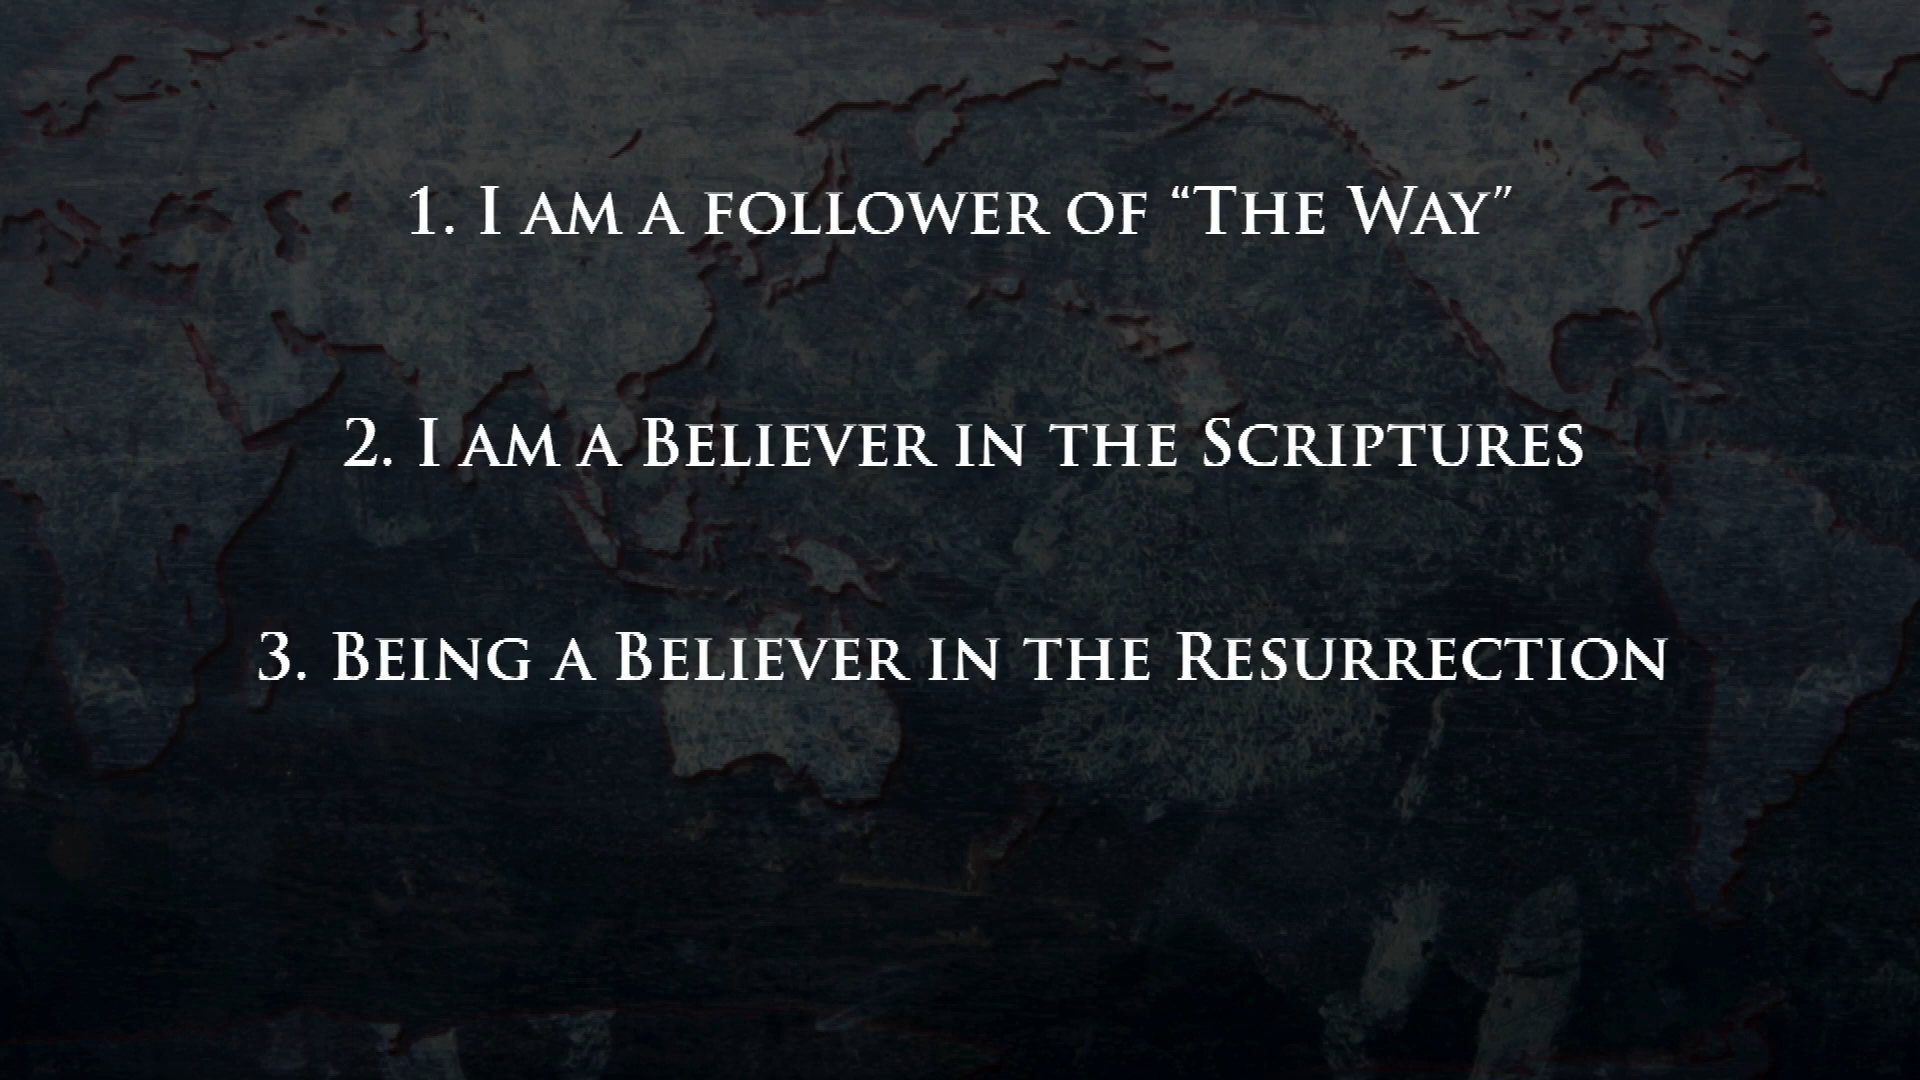 1. I am a follower of “The Way”
2. I am a Believer in the Scriptures
3. Being a Believer in the Resurrection